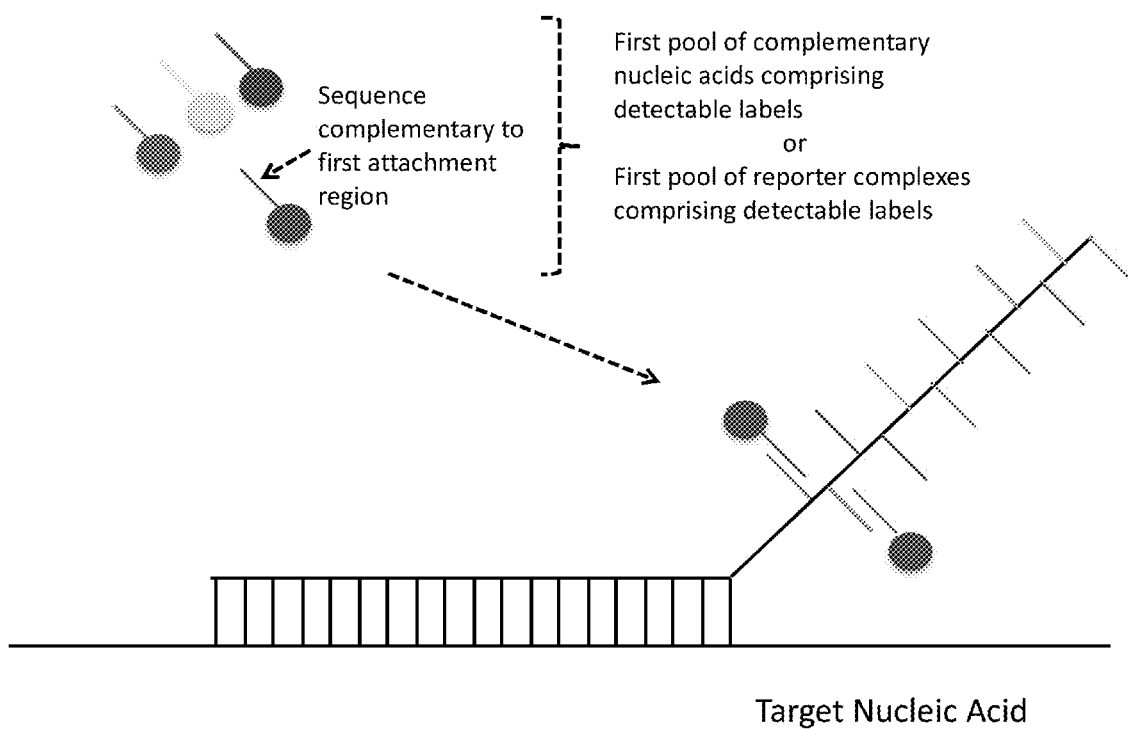 Sequence
complementary to
first attachment
region
First pool of complementary
nucleic acids comprising
detectable labels
or
First pool of reporter complexes
comprising detectable labels
Target Nucleic Acid